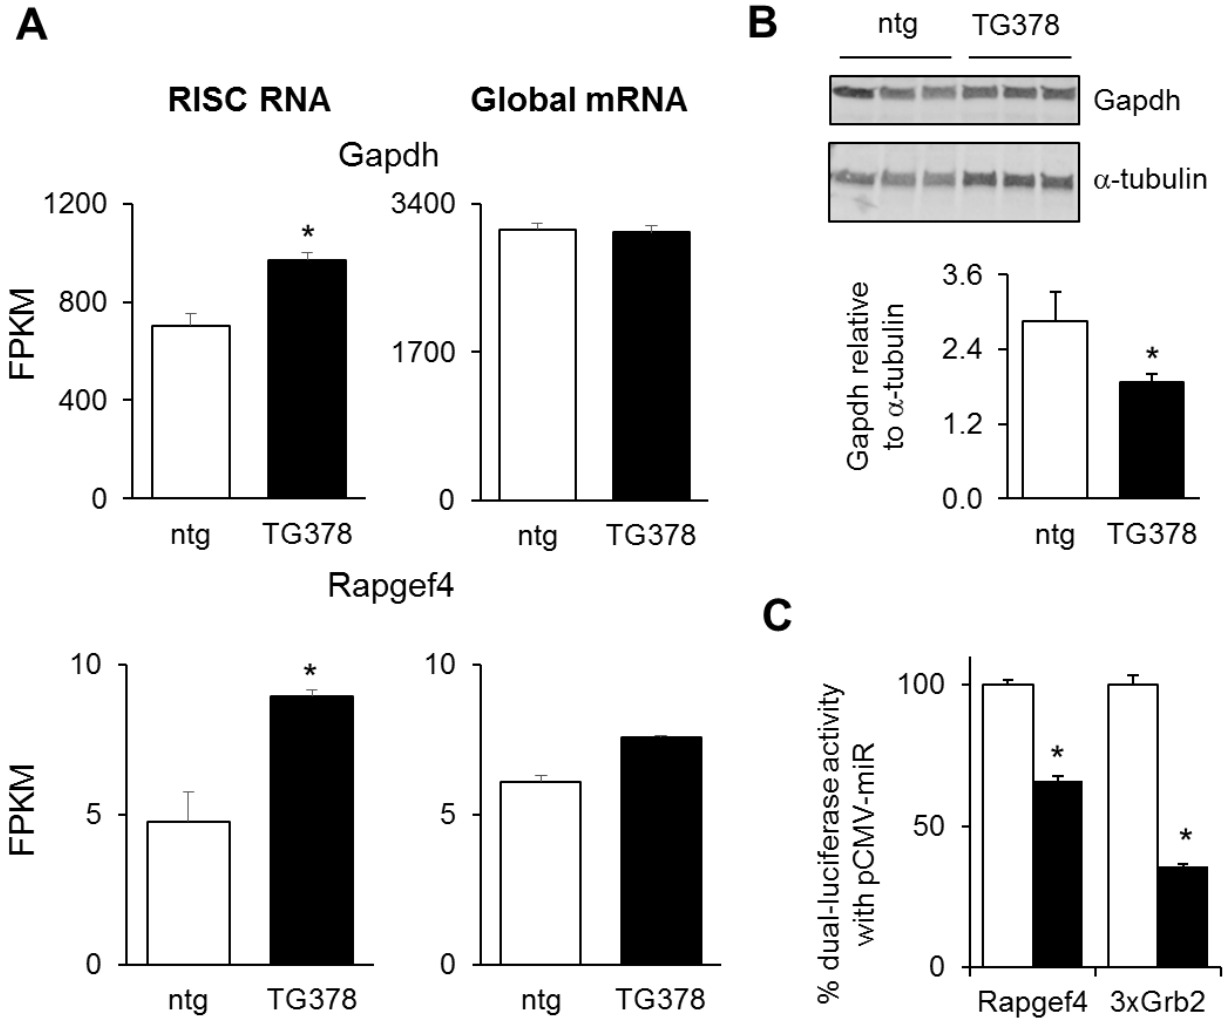 A
RISC RNA
Global mRNA
Gapdh
1200
800
400
0
FPKM
*
ntg
TG378
3400
1700
0
ntg
TG378
Rapgef4
10
5
0
FPKM
*
ntg
TG378
10
5
0
ntg
TG378
B
ntg
TG378
Gapdh
α-tubulin
Gapdh relative
to α-tubulin
3.6
2.4
1.2
0.0
*
ntg
TG378
C
% dual-luciferase activity
with pCMV-miR
100
50
0
*
*
Rapgef4
3xGrb2